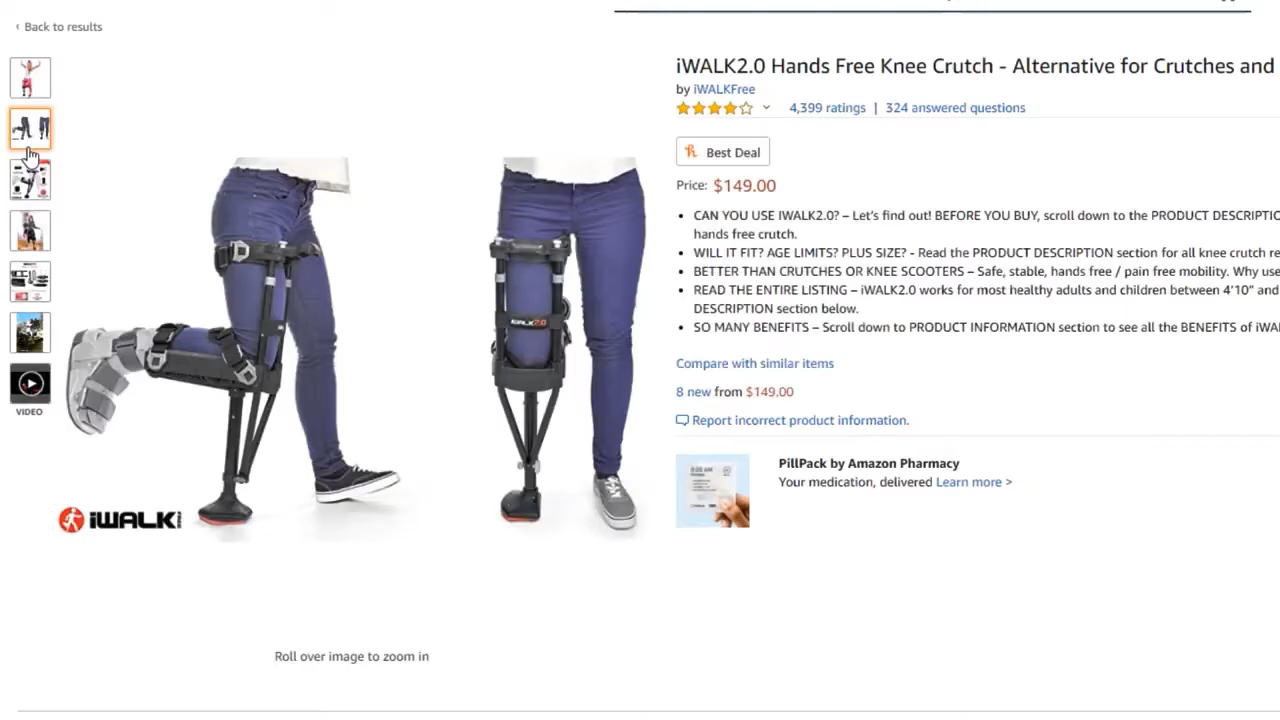 ‹ Back to results
iWALK2.0 Hands Free Knee Crutch - Alternative for Crutches and
by iWALKFree
4,399 ratings | 324 answered questions
Best Deal
Price: $149.00
• CAN YOU USE IWALK2.0? – Let's find out! BEFORE YOU BUY, scroll down to the PRODUCT DESCRIPTIO
hands free crutch.
• WILL IT FIT? AGE LIMITS? PLUS SIZE? - Read the PRODUCT DESCRIPTION section for all knee crutch re
• BETTER THAN CRUTCHES OR KNEE SCOOTERS – Safe, stable, hands free / pain free mobility. Why use
• READ THE ENTIRE LISTING – iWALK2.0 works for most healthy adults and children between 4'10” and
DESCRIPTION section below.
• SO MANY BENEFITS – Scroll down to PRODUCT INFORMATION section to see all the BENEFITS of iWA
Compare with similar items
8 new from $149.00
Report incorrect product information.
PillPack by Amazon Pharmacy
Your medication, delivered Learn more >
VIDEO
iWALK2.0
iWALK
Roll over image to zoom in